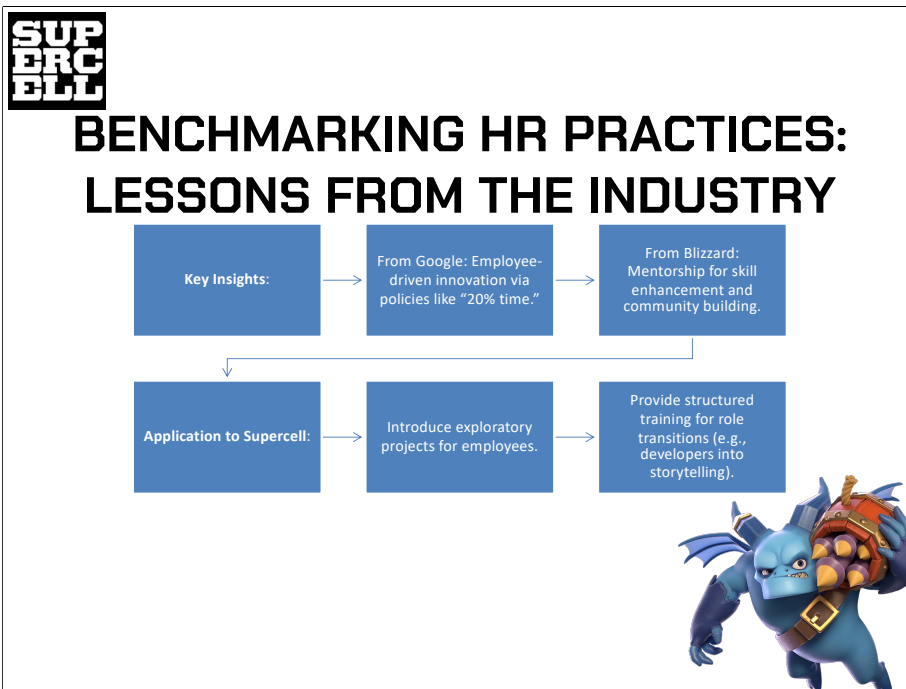 SUP
ERC
ELL
BENCHMARKING HR PRACTICES:
LESSONS FROM THE INDUSTRY
Key Insights:
From Google: Employee-
driven innovation via
policies like “20% time.”
From Blizzard:
Mentorship for skill
enhancement and
community building.
Application to Supercell:
Introduce exploratory
projects for employees.
Provide structured
training for role
transitions (e.g.,
developers into
storytelling).